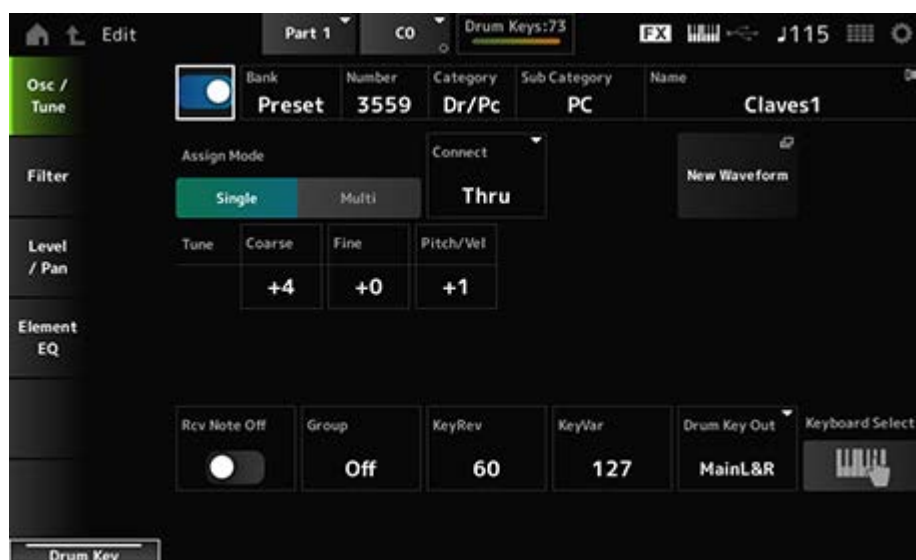 Edit
Part 1
C0
Drum Keys:73
FX
♩115
Osc /
Tune
Bank
Preset
Number
3559
Category
Dr/Pc
Sub Category
PC
Name
Claves1
Filter
Assign Mode
Single
Multi
Connect
Thru
New Waveform
Level
/ Pan
Tune
Coarse
+4
Fine
+0
Pitch/Vel
+1
Element
EQ
Rcv Note Off
Group
Off
KeyRev
60
KeyVar
127
Drum Key Out
MainL&R
Keyboard Select
Drum Key